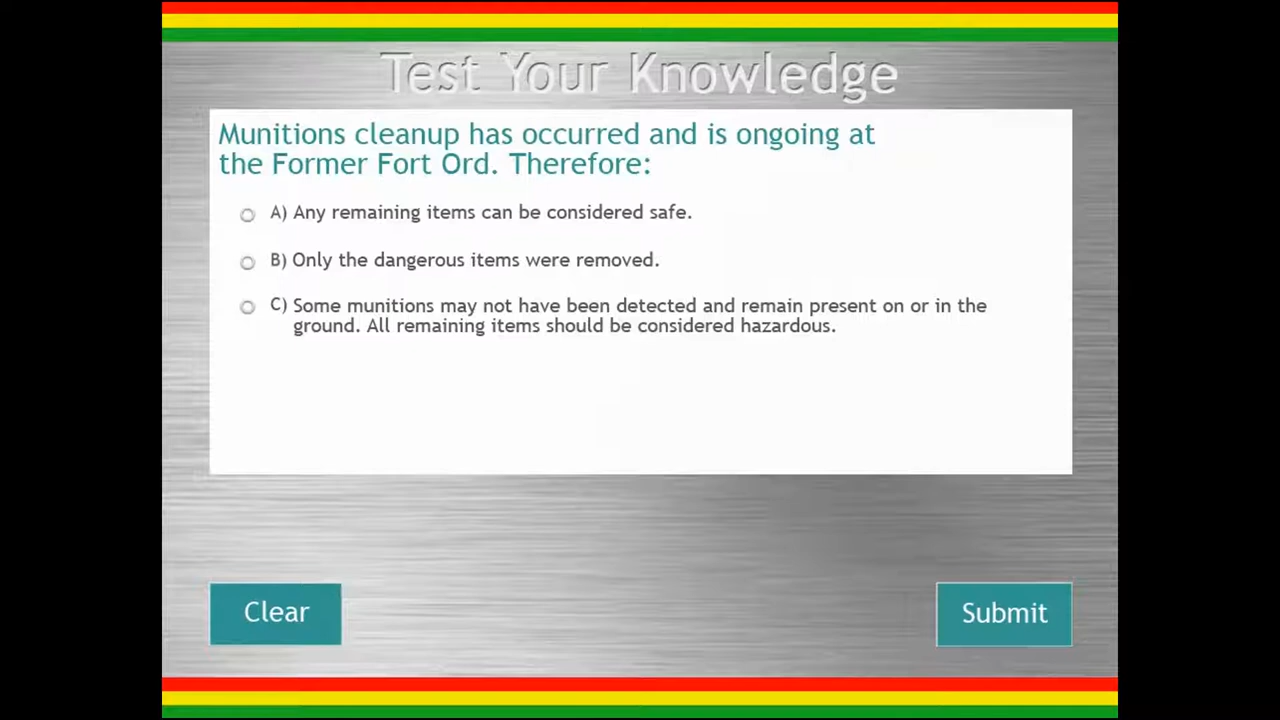 Test Your Knowledge
Munitions cleanup has occurred and is ongoing at
the Former Fort Ord. Therefore:
A) Any remaining items can be considered safe.
B) Only the dangerous items were removed.
C) Some munitions may not have been detected and remain present on or in the
ground. All remaining items should be considered hazardous.
Clear
Submit